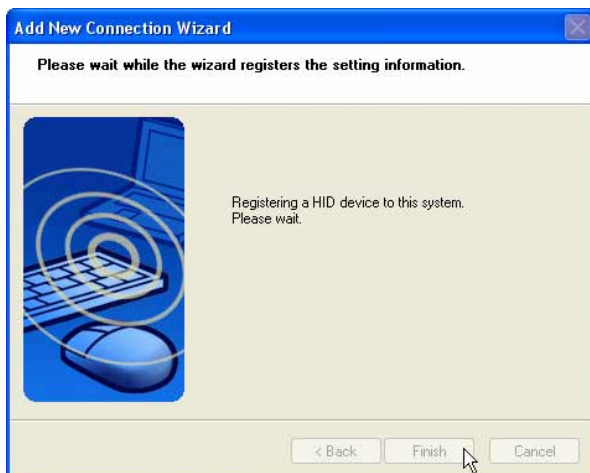 Add New Connection Wizard
Please wait while the wizard registers the setting information.
Registering a HID device to this system.
Please wait.
< Back
Finish
Cancel